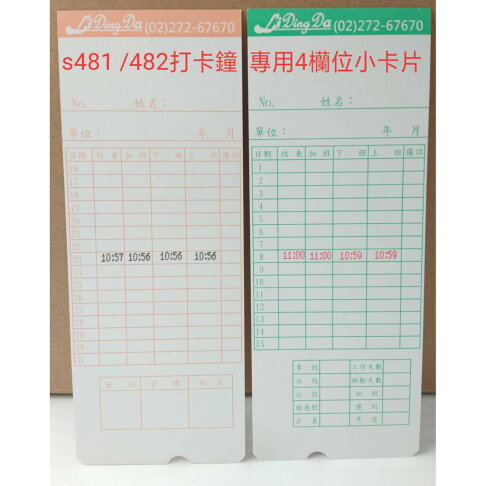 Li Ding Da (02)272-67670
Li Ding Da (02)272-67670
s481 /482打卡鐘 專用4欄位小卡片
No. 姓名：
單位： 年 月
日期 結束 加班 下班 上班 備註
16
17
18
19
20
21
22
23 10:57 10:56 10:56 10:56
24
25
26
27
28
29
30
31
No. 姓名：
單位： 年 月
日期 結束 加班 下班 上班 備註
1
2
3
4
5
6
7
8 11:00 11:00 10:59 10:59
9
10
11
12
13
14
15
事假 工作天數
病假 缺勤天數
公假 加班
婚喪假 遲到
出差 早退